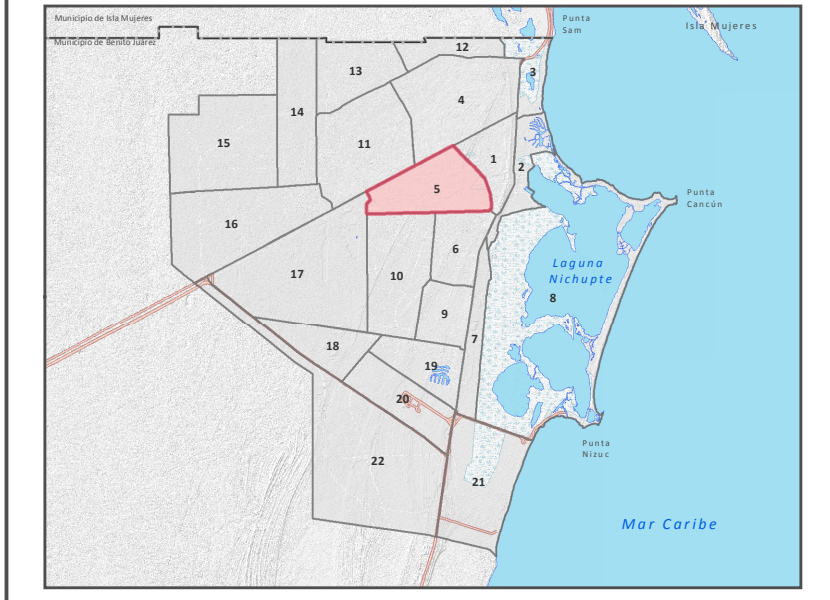 Municipio de Isla Mujeres
Municipio de Benito Juárez
Punta
Sam
Isla Mujeres
12
13
3
4
14
15
11
1
2
5
Punta
Cancún
16
6
Laguna
Nichupte
17
10
8
9
7
18
19
20
Punta
Nizuc
22
21
Mar Caribe